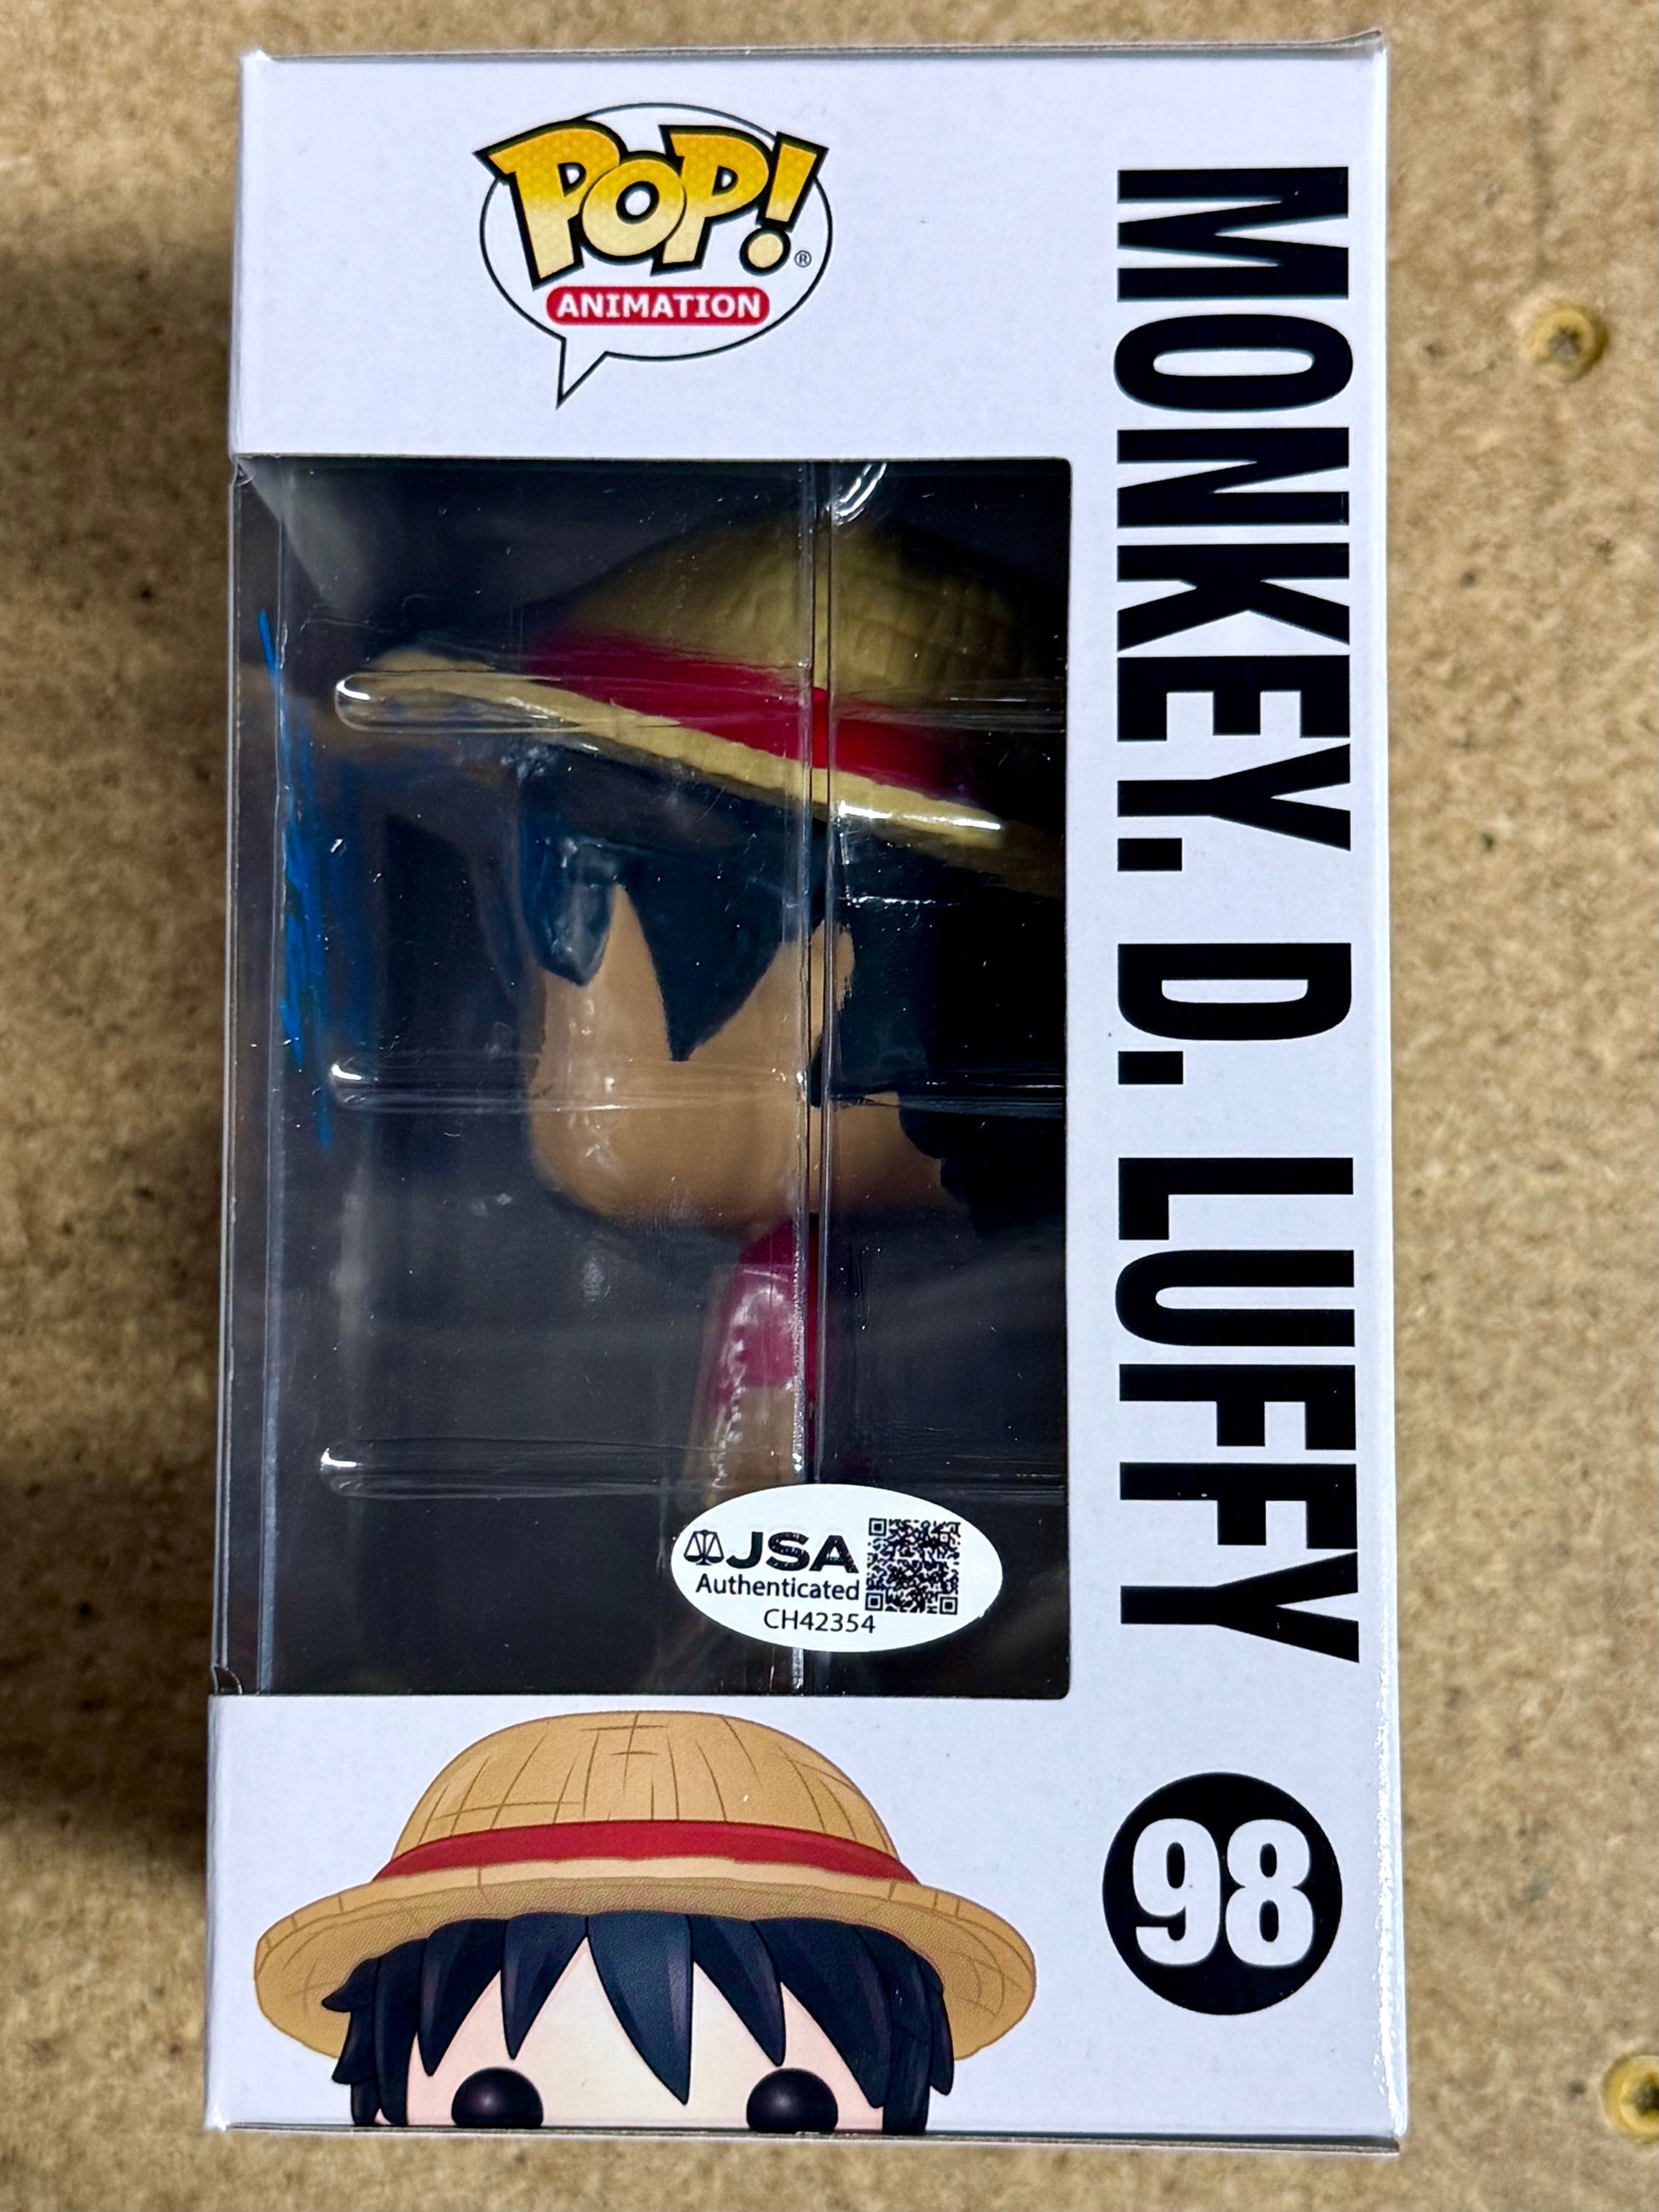 POP!®
ANIMATION
MONKEY. D. LUFFY
98
JSA
Authenticated
CH42354